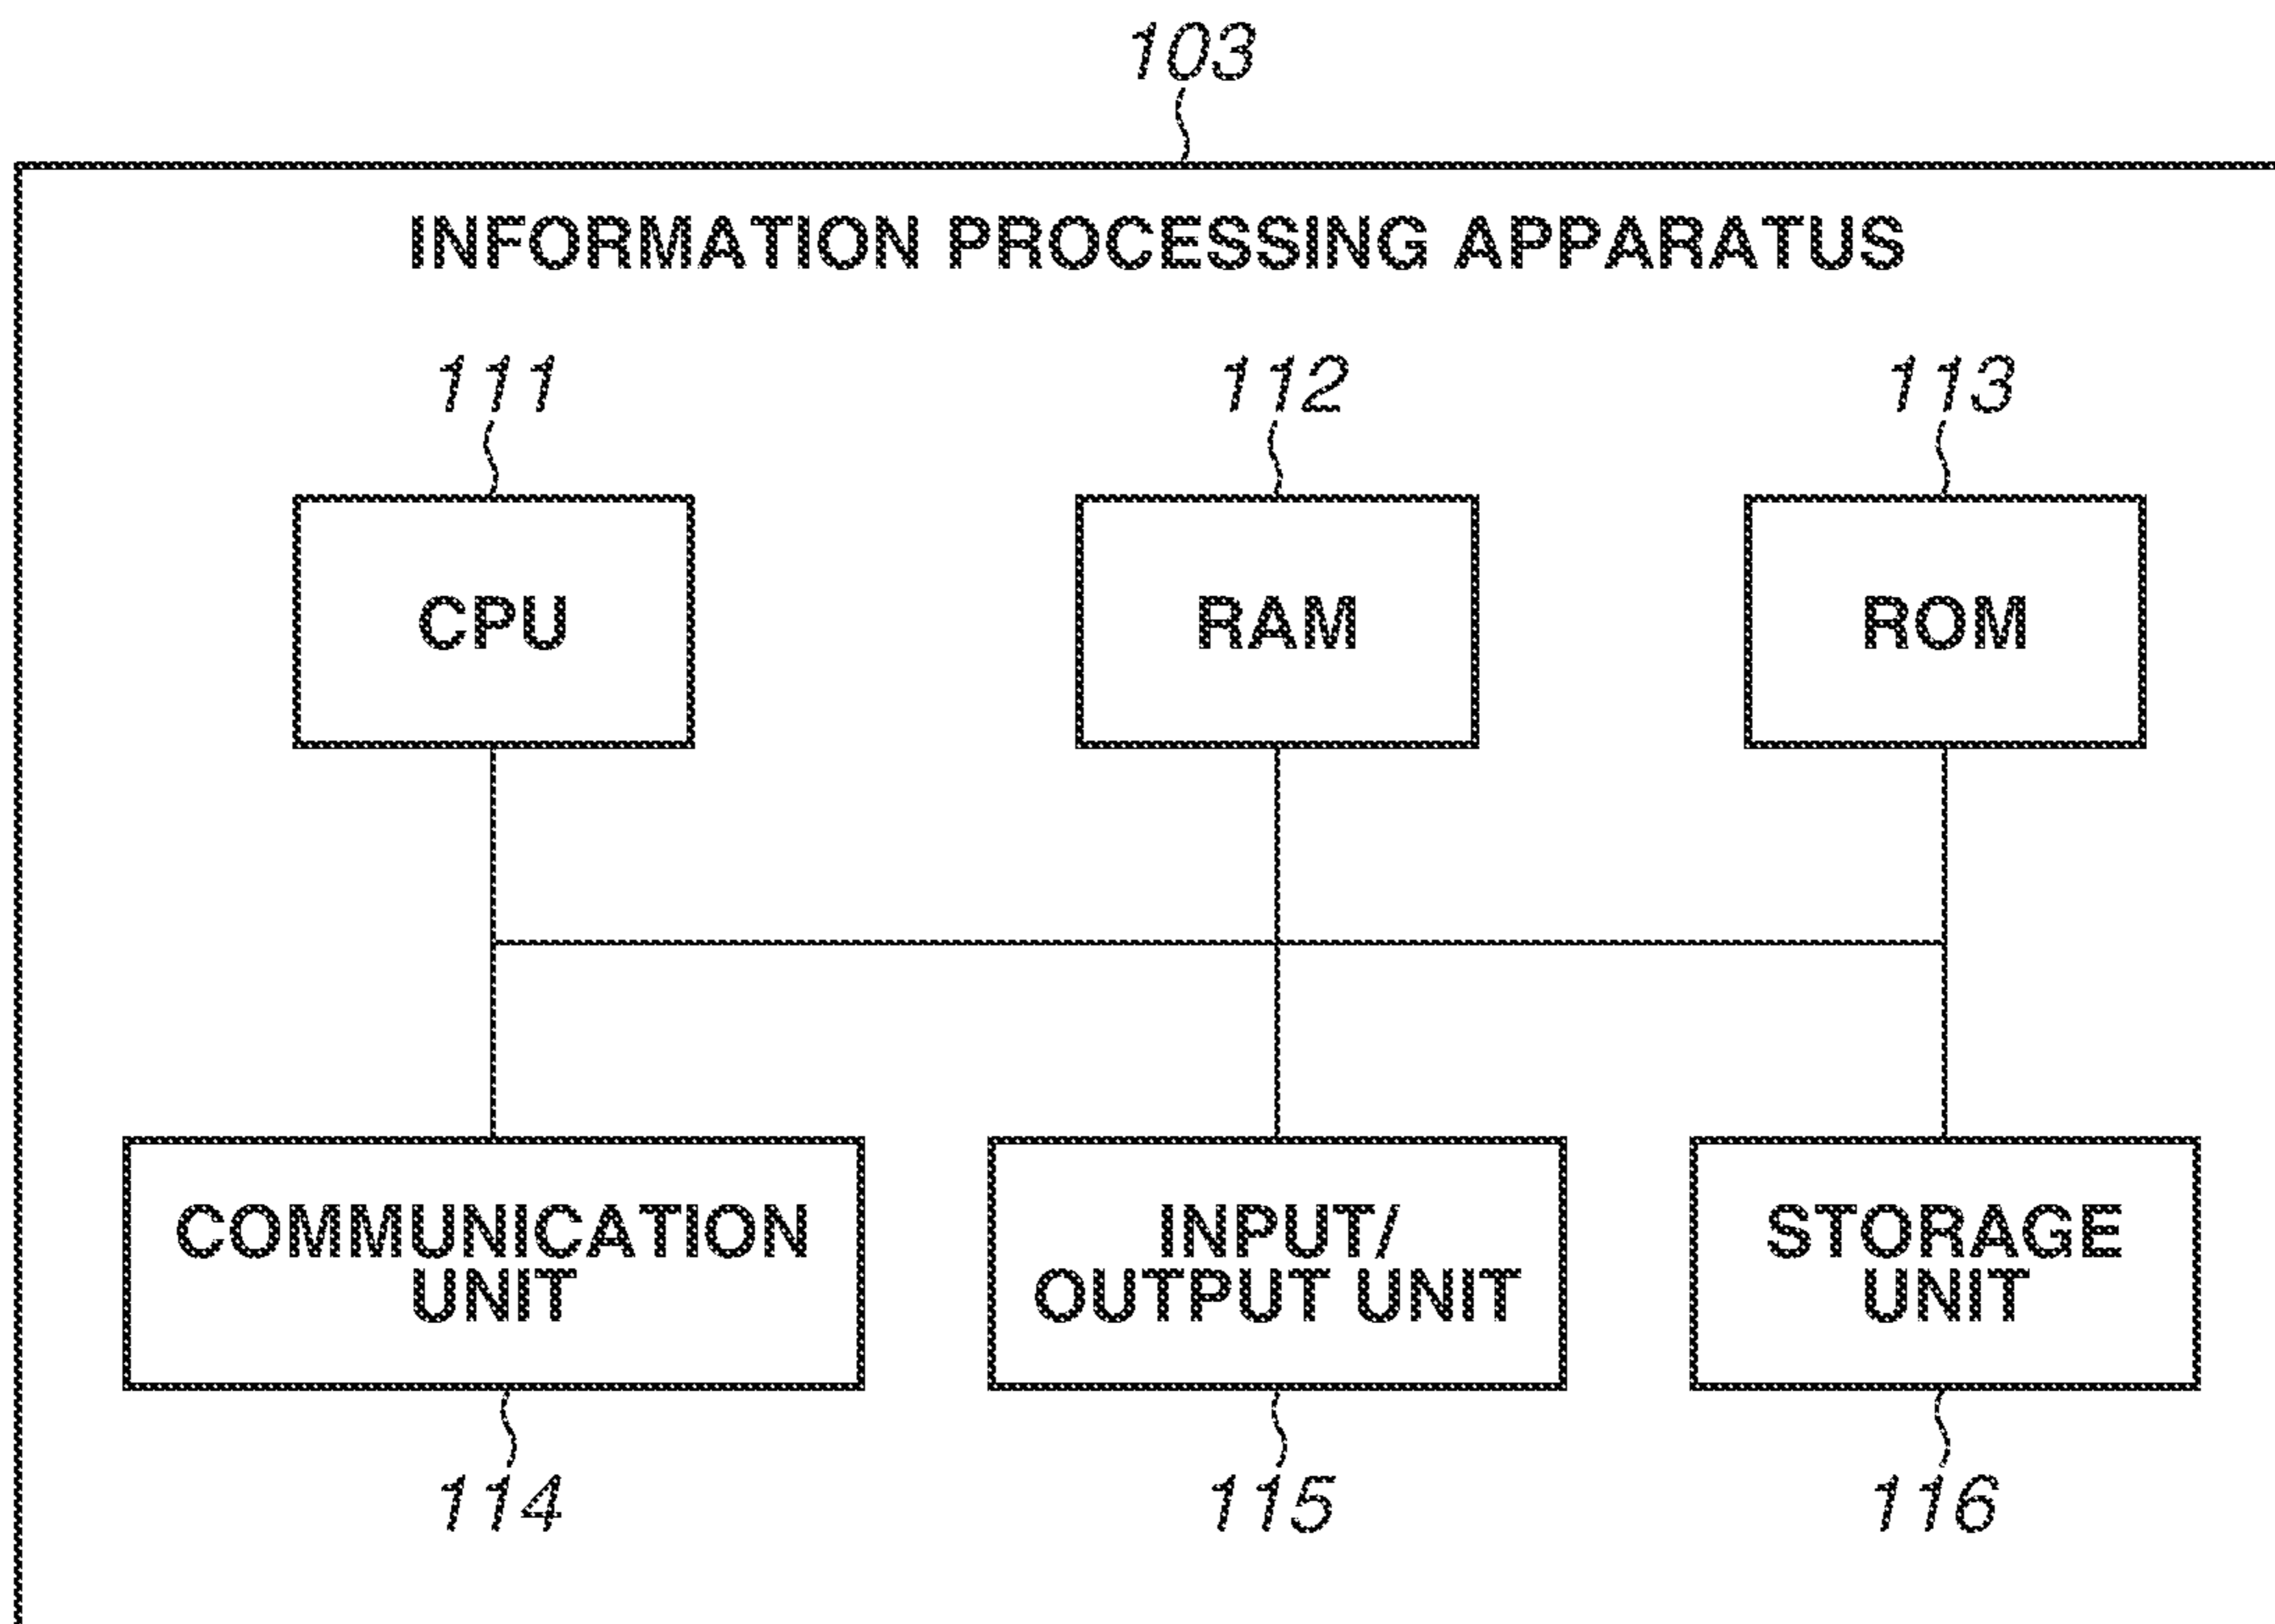 103
INFORMATION PROCESSING APPARATUS
111
112
113
CPU
RAM
ROM
COMMUNICATION
UNIT
INPUT/
OUTPUT UNIT
STORAGE
UNIT
114
115
116